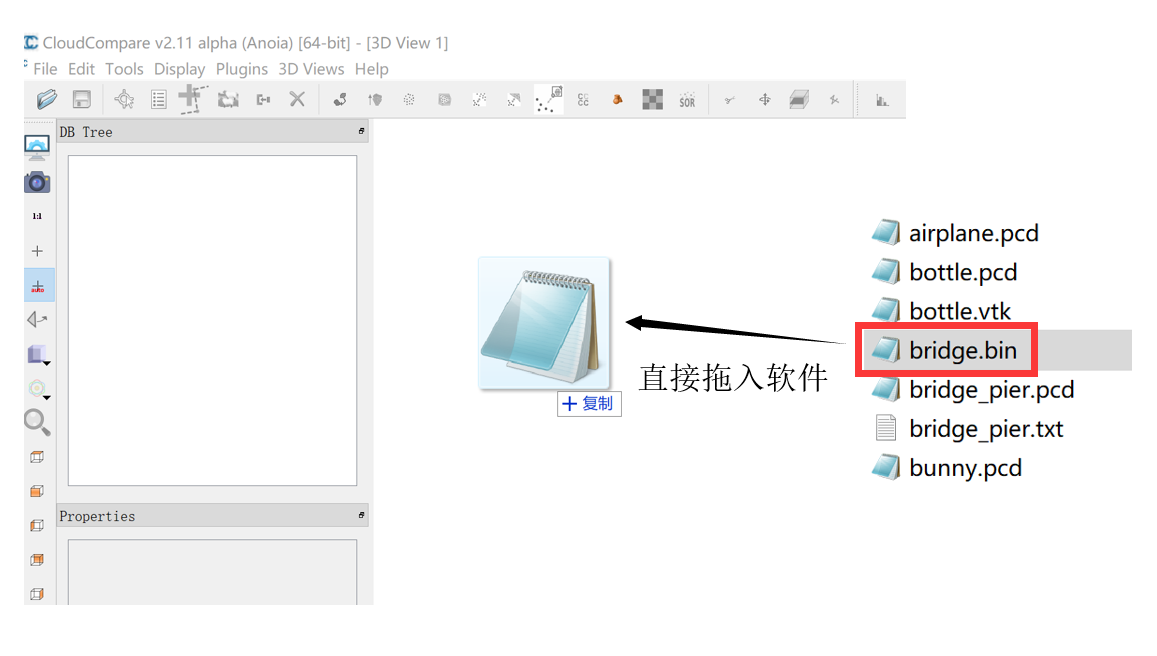 CloudCompare v2.11 alpha (Anoia) [64-bit] - [3D View 1]
File Edit Tools Display Plugins 3D Views Help
SOR
DB Tree
1:1
auto
Properties
直接拖入软件
+ 复制
airplane.pcd
bottle.pcd
bottle.vtk
bridge.bin
bridge_pier.pcd
bridge_pier.txt
bunny.pcd